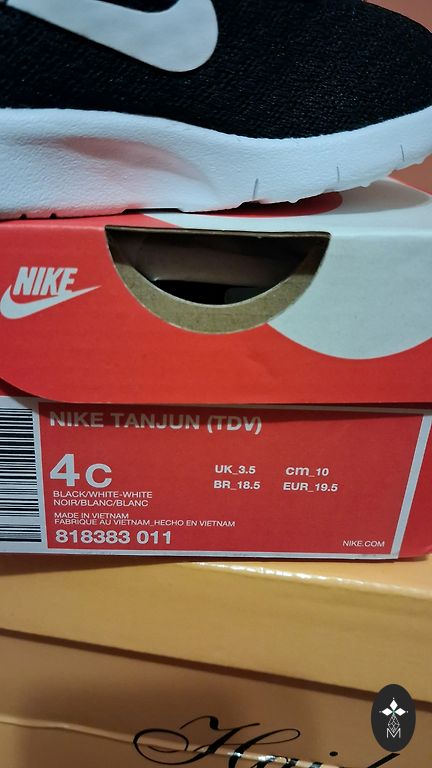 NIKE
NIKE TANJUN (TDV)
4C
UK_3.5 cm_10
BR_18.5 EUR_19.5
BLACK/WHITE-WHITE
NOIR/BLANC/BLANC
MADE IN VIETNAM
FABRIQUE AU VIETNAM_HECHO EN VIETNAM
818383 011
NIKE.COM
M